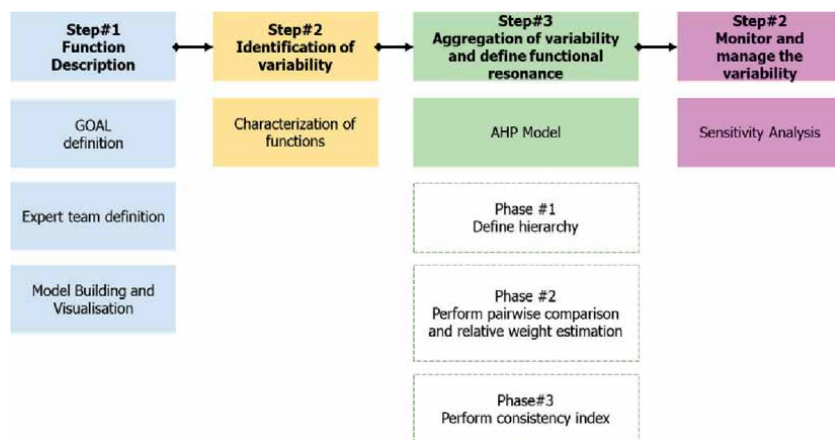 Step#1
Function
Description
Step#2
Identification of
variability
Step#3
Aggregation of variability
and define functional
resonance
Step#2
Monitor and
manage the
variability
GOAL
definition
Characterization of
functions
AHP Model
Sensitivity Analysis
Expert team definition
Phase #1
Define hierarchy
Model Building and
Visualisation
Phase #2
Perform pairwise comparison
and relative weight estimation
Phase#3
Perform consistency index